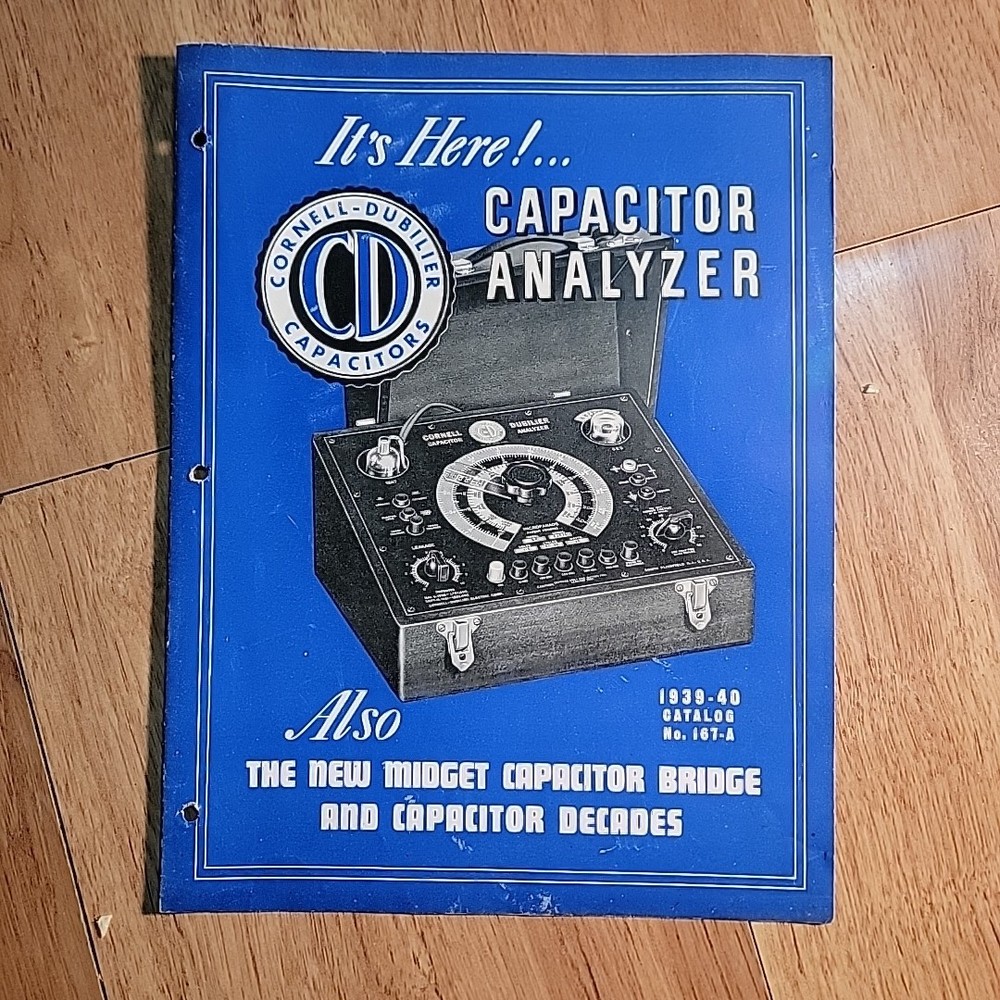 It's Here!...
CAPACITOR
ANALYZER
CORNELL-DUBILIER
CD
CAPACITORS
CORNELL DUBILIER
CAPACITOR ANALYZER
LEAKAGE
MICROFARADS
Also
1939-40
CATALOG
No. 167-A
THE NEW MIDGET CAPACITOR BRIDGE
AND CAPACITOR DECADES